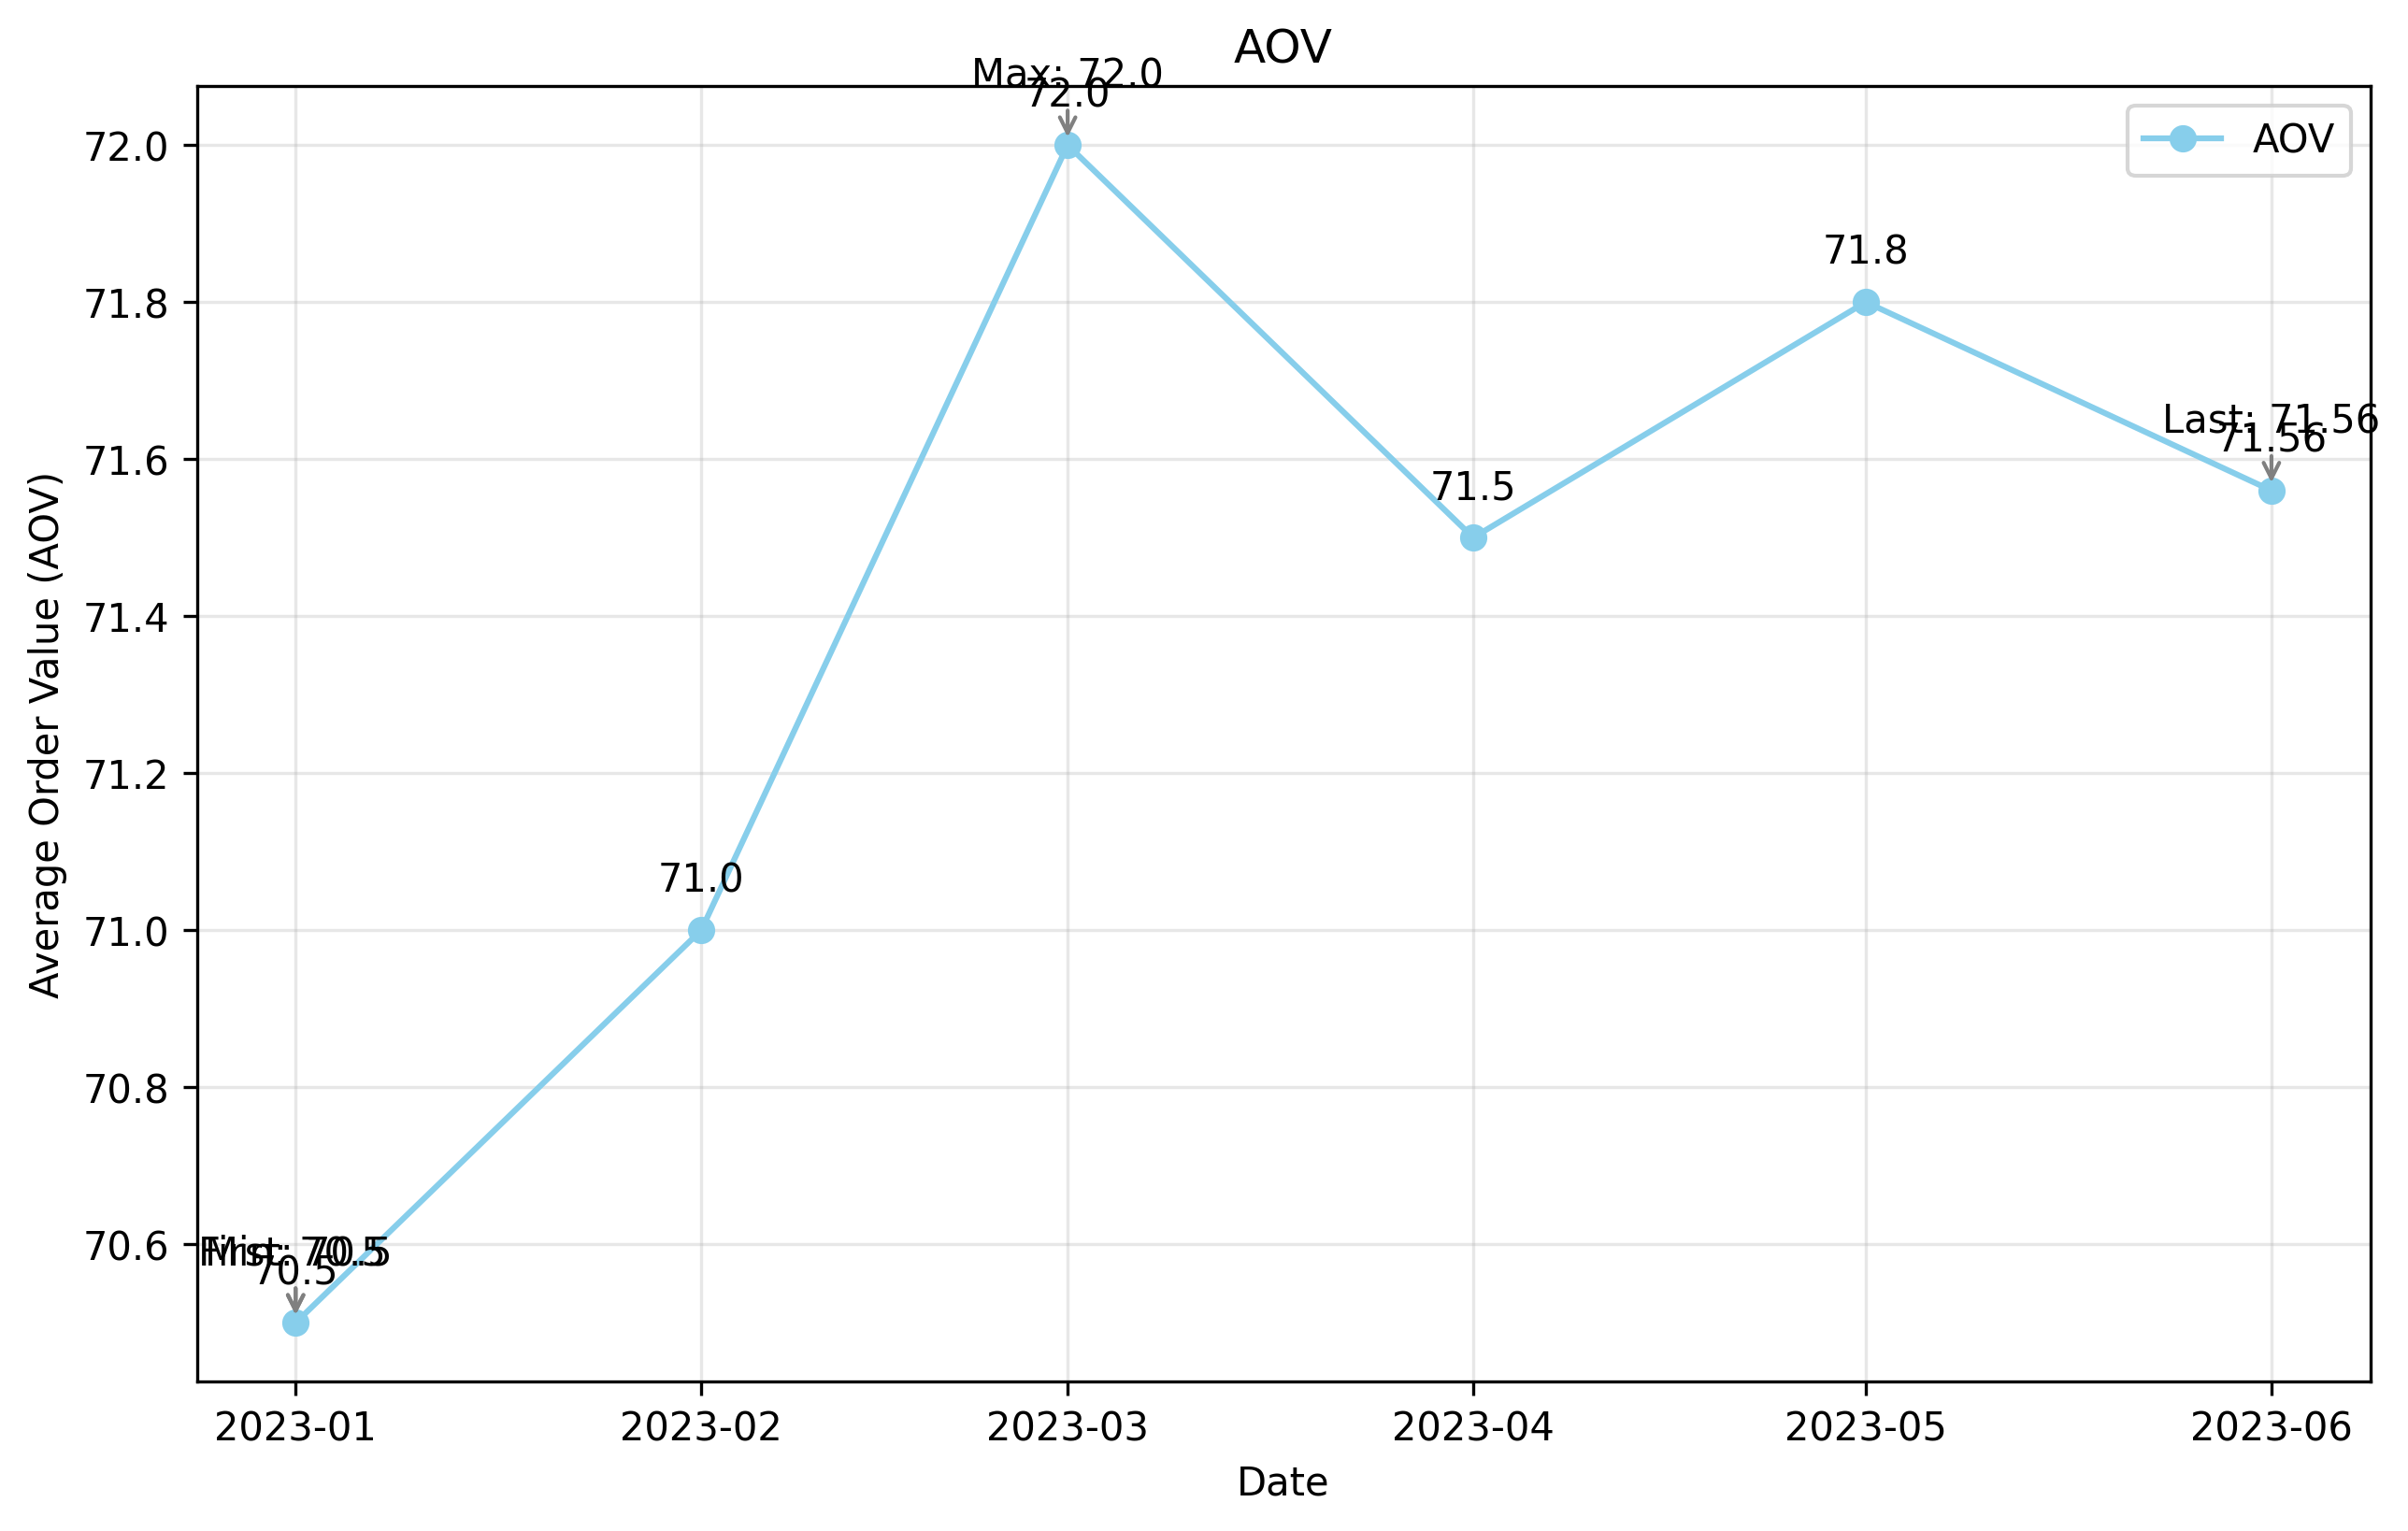 AOV
Max: 72.0
72.0
AOV
72.0
71.8
71.8
Last: 71.56
71.56
71.6
71.5
71.4
71.2
71.0
71.0
70.8
70.6
First: 70.5
Min: 70.5
70.5
Average Order Value (AOV)
2023-01 2023-02 2023-03 2023-04 2023-05 2023-06
Date